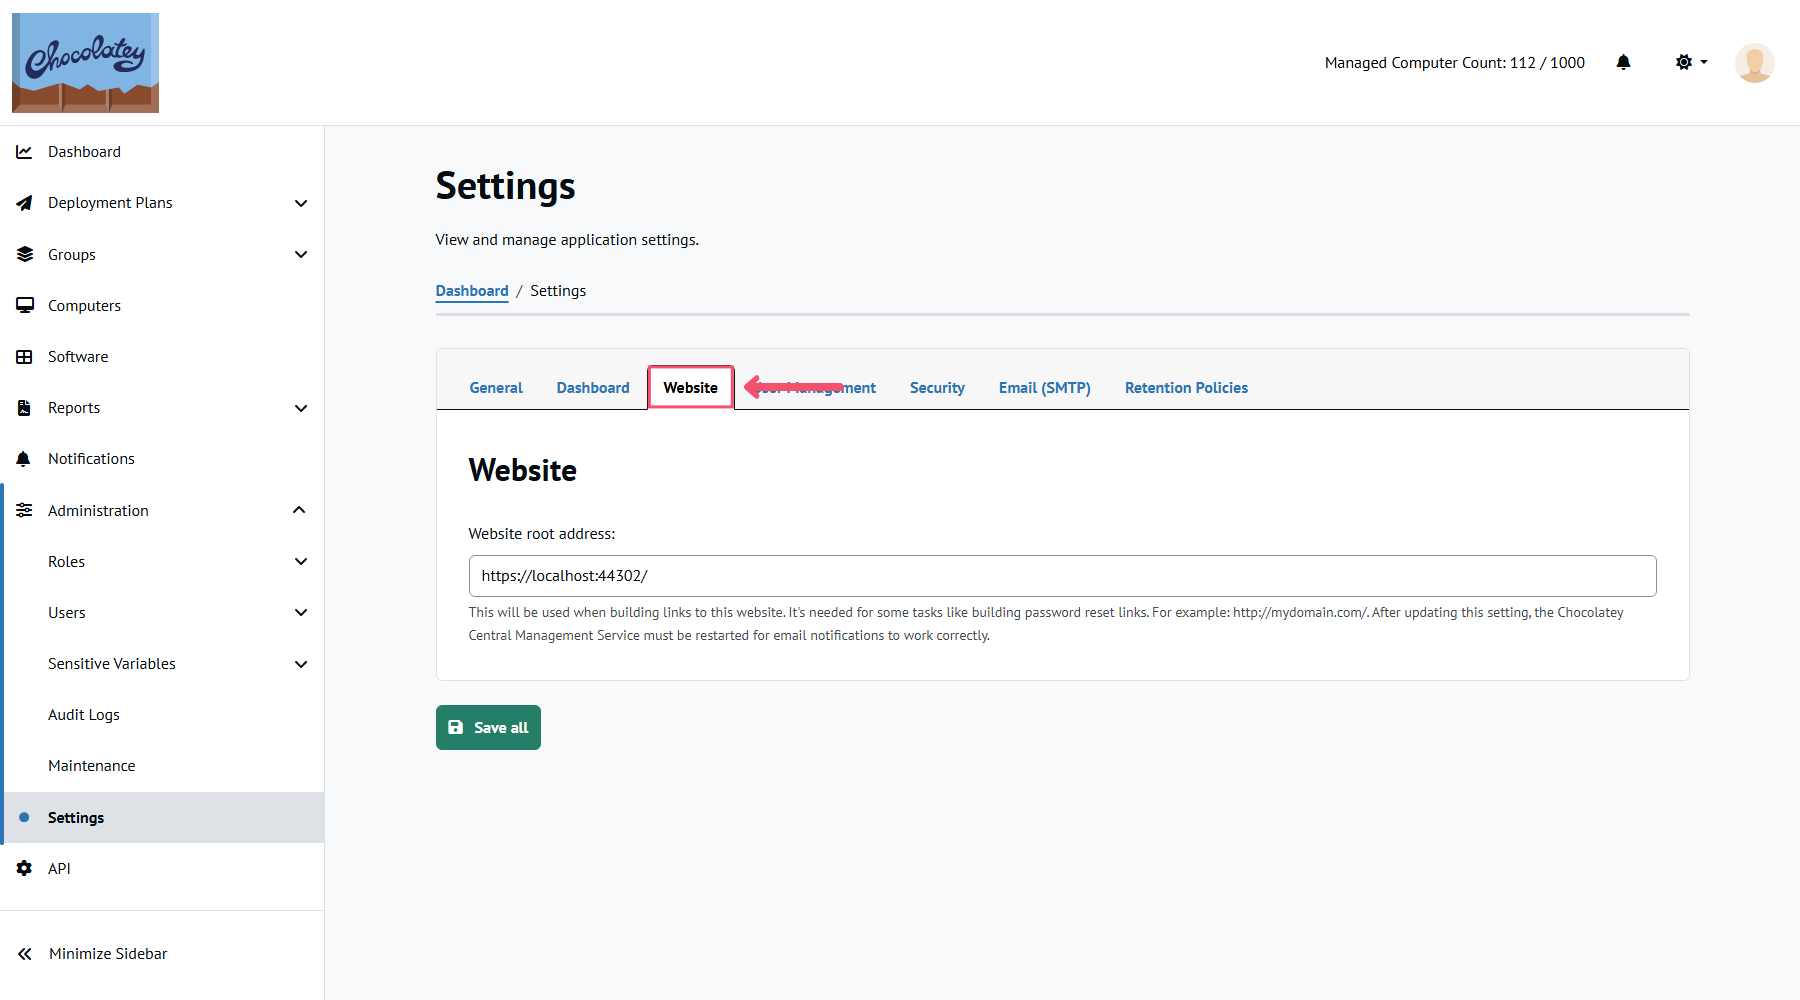 Chocolatey
Managed Computer Count: 112 / 1000
Dashboard
Deployment Plans
Groups
Computers
Software
Reports
Notifications
Administration
Roles
Users
Sensitive Variables
Audit Logs
Maintenance
Settings
API
Minimize Sidebar
Settings
View and manage application settings.
Dashboard / Settings
General Dashboard Website User Management Security Email (SMTP) Retention Policies
Website
Website root address:
https://localhost:44302/
This will be used when building links to this website. It's needed for some tasks like building password reset links. For example: http://mydomain.com/. After updating this setting, the Chocolatey
Central Management Service must be restarted for email notifications to work correctly.
Save all